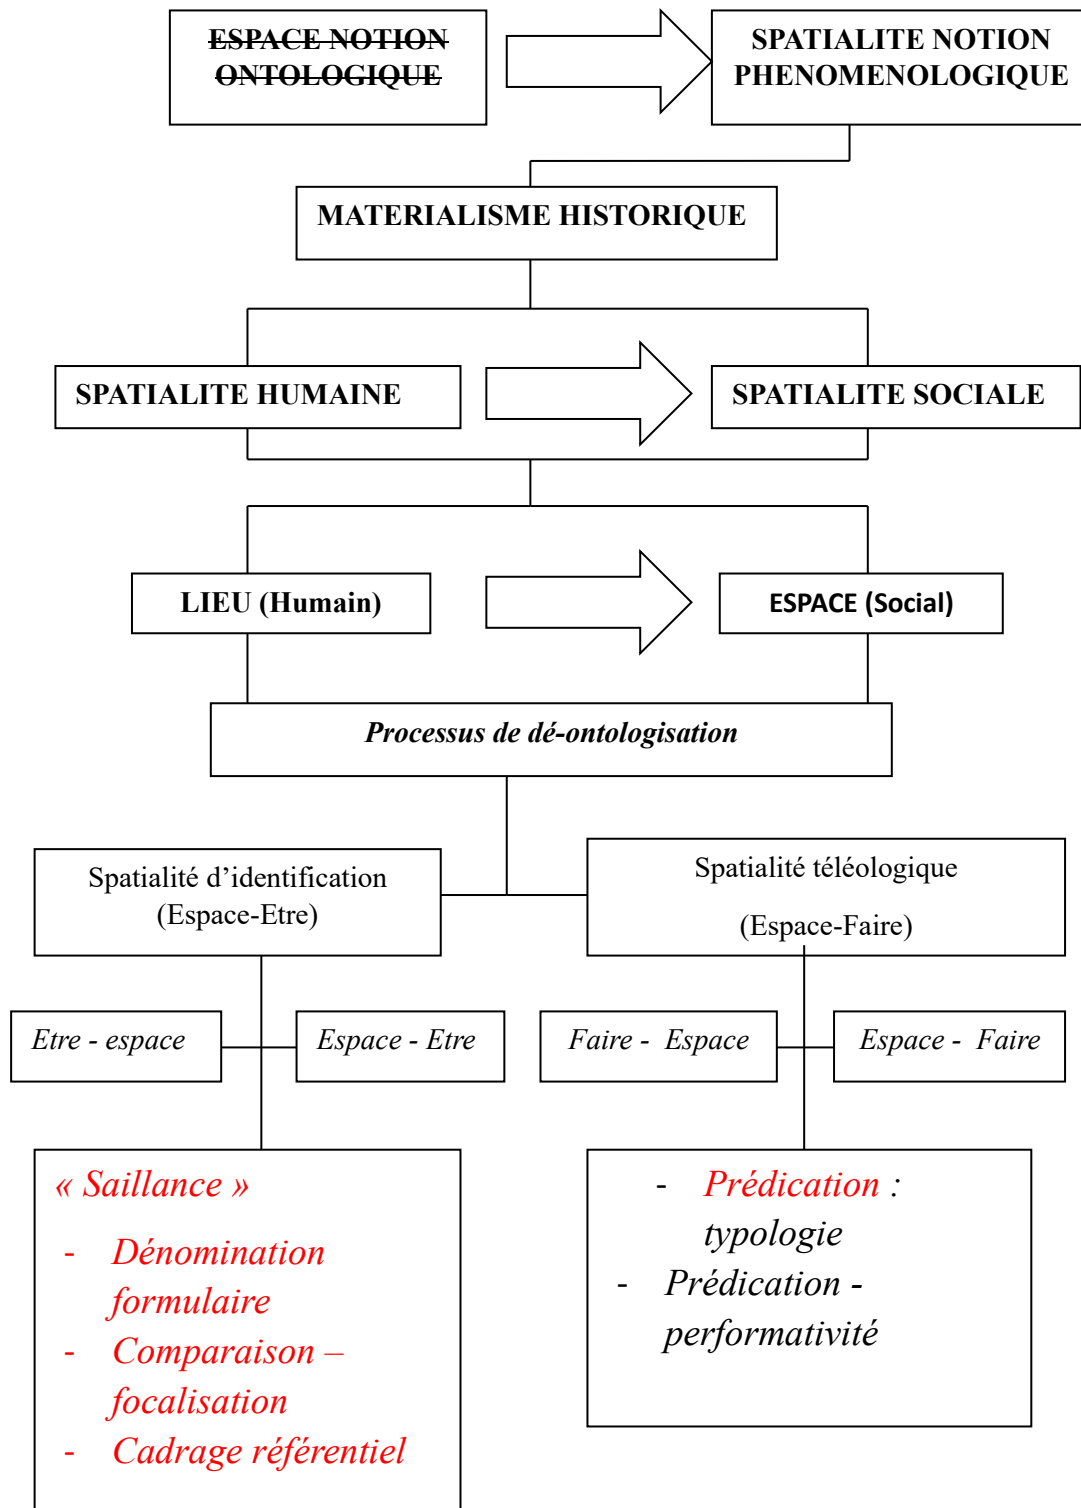 ESPACE NOTION
ONTOLOGIQUE
SPATIALITE NOTION
PHENOMENOLOGIQUE
MATERIALISME HISTORIQUE
SPATIALITE HUMAINE
SPATIALITE SOCIALE
LIEU (Humain)
ESPACE (Social)
Processus de dé-ontologisation
Spatialité d’identification
(Espace-Etre)
Spatialité téléologique
(Espace-Faire)
Etre - espace
Espace - Etre
Faire - Espace
Espace - Faire
« Saillance »
- Dénomination
formulaire
- Comparaison –
focalisation
- Cadrage référentiel
- Prédication :
typologie
- Prédication -
performativité